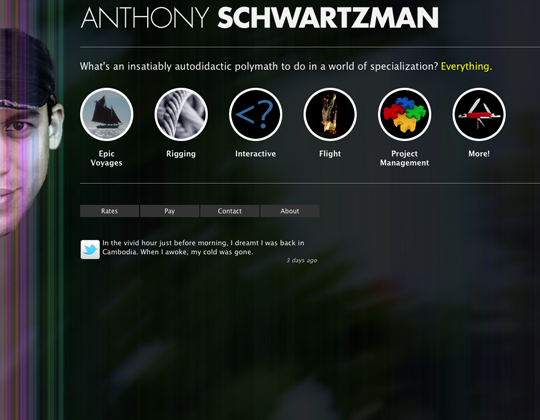 ANTHONY SCHWARTZMAN
What's an insatiably autodidactic polymath to do in a world of specialization? Everything.
<?
Epic
Voyages
Rigging
Interactive
Flight
Project
Management
More!
Rates
Pay
Contact
About
In the vivid hour just before morning, I dreamt I was back in
Cambodia. When I awoke, my cold was gone.
3 days ago